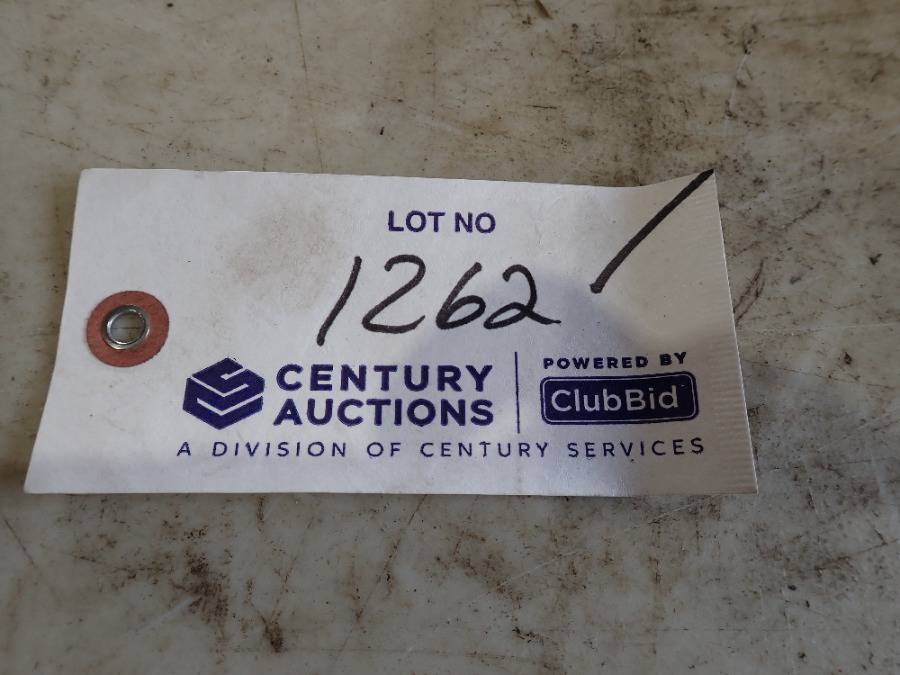 LOT NO
1262 /
CENTURY AUCTIONS
POWERED BY
ClubBid
A DIVISION OF CENTURY SERVICES